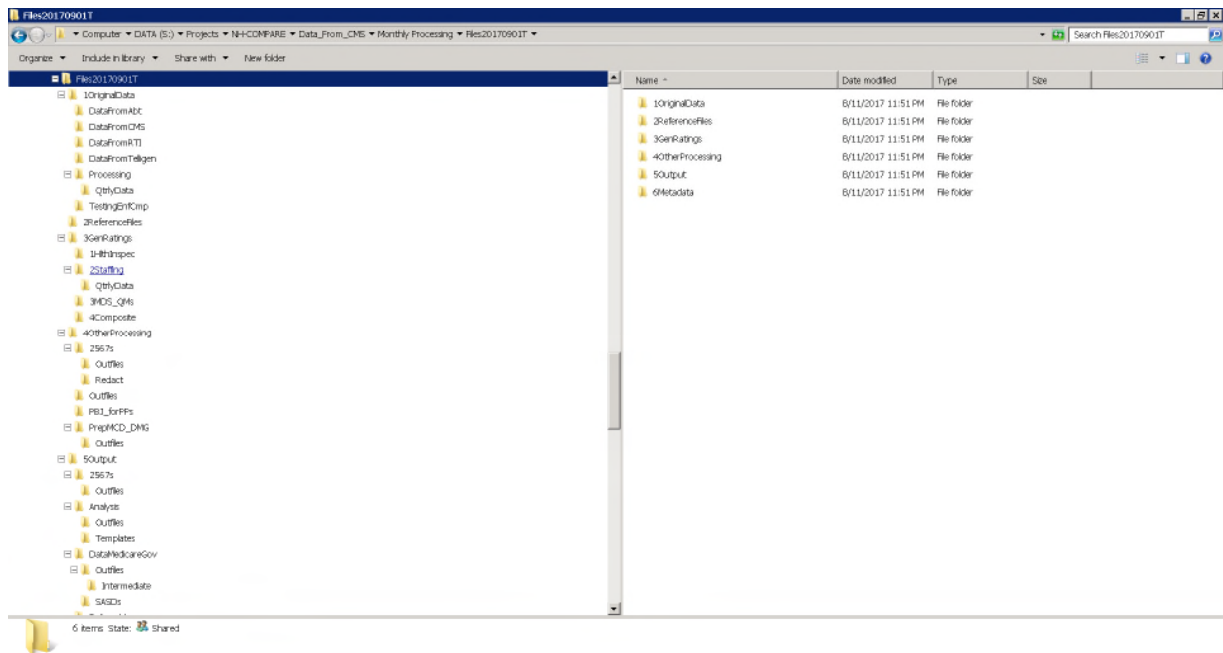 Files20170901T
Computer ▾ DATA (S:) ▾ Projects ▾ NH-COMPARE ▾ Data_From_CMS ▾ Monthly Processing ▾ Files20170901T ▾
Search Files20170901T
Organize ▾ Include in library ▾ Share with ▾ New folder
Files20170901T
1OriginalData
DataFromAbt
DataFromCMS
DataFromRTI
DataFromTelligen
Processing
QtrlyData
TestingEnfCmp
2ReferenceFiles
3GenRatings
1HlthInspec
2Staffing
QtrlyData
3MDS_QMs
4Composite
4OtherProcessing
2567s
Outfiles
Redact
Outfiles
PBJ_forPPs
PrepMCD_DMG
Outfiles
5Output
2567s
Outfiles
Analysis
Outfiles
Templates
DataMedicareGov
Outfiles
Intermediate
SASDs
Name Date modified Type Size
1OriginalData 8/11/2017 11:51 PM File folder
2ReferenceFiles 8/11/2017 11:51 PM File folder
3GenRatings 8/11/2017 11:51 PM File folder
4OtherProcessing 8/11/2017 11:51 PM File folder
5Output 8/11/2017 11:51 PM File folder
6Metadata 8/11/2017 11:51 PM File folder
6 items State: Shared